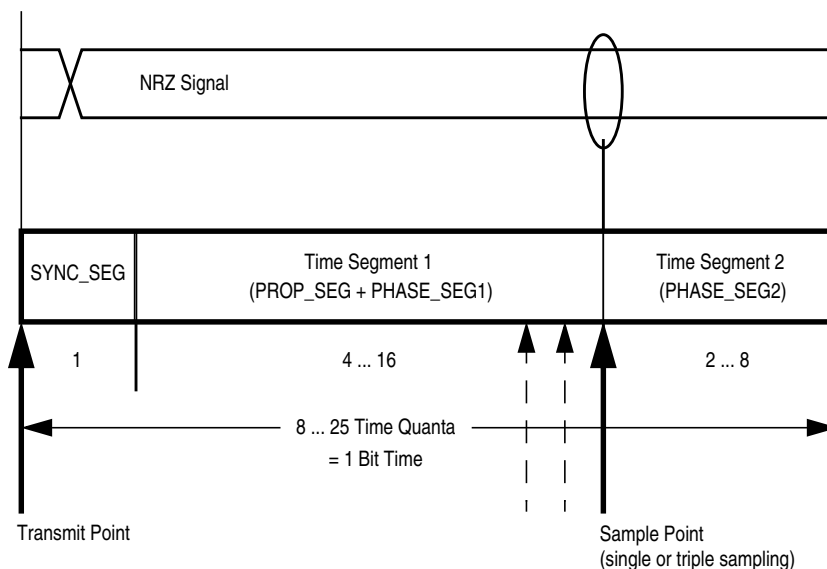 NRZ Signal
SYNC_SEG
Time Segment 1
(PROP_SEG + PHASE_SEG1)
Time Segment 2
(PHASE_SEG2)
1
4 ... 16
2 ... 8
8 ... 25 Time Quanta
= 1 Bit Time
Transmit Point
Sample Point
(single or triple sampling)